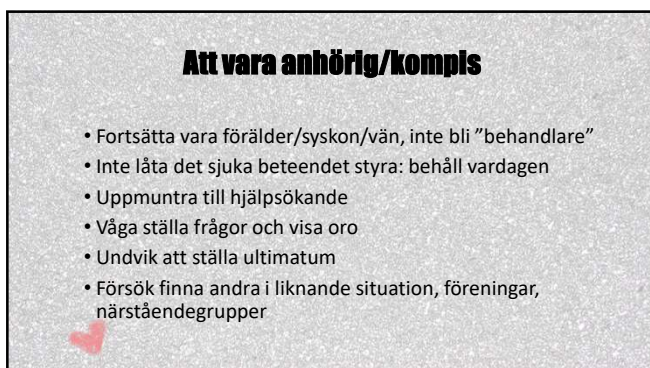 Att vara anhörig/kompis
• Fortsätta vara förälder/syskon/vän, inte bli ”behandlare”
• Inte låta det sjuka beteendet styra: behåll vardagen
• Uppmuntra till hjälpsökande
• Våga ställa frågor och visa oro
• Undvik att ställa ultimatum
• Försök finna andra i liknande situation, föreningar,
närståendegrupper